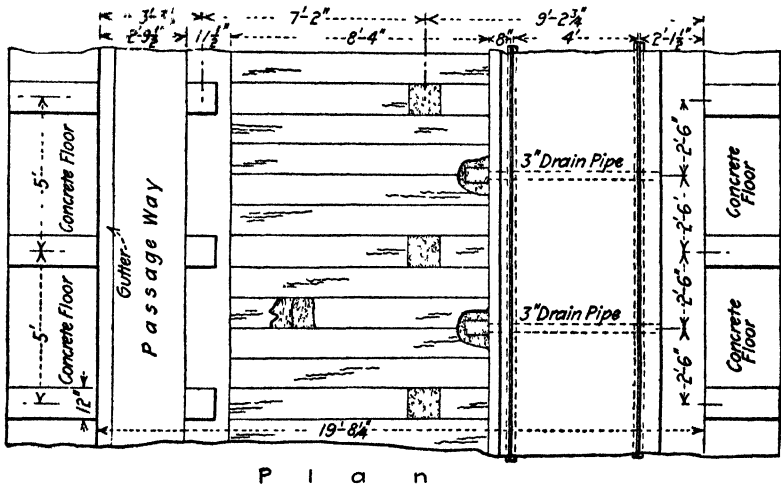 3'-3¼" 7'-2" 9'-2¾"
2'-9½" 11½" 8'-4" 8" 4' 2'-1½"
3" Drain Pipe
3" Drain Pipe
Concrete Floor
Concrete Floor
5'
5'
12"
Gutter
Passage Way
2'-6"
2'-6"
2'-6"
2'-6"
Concrete Floor
Concrete Floor
19'-8¼"
Plan